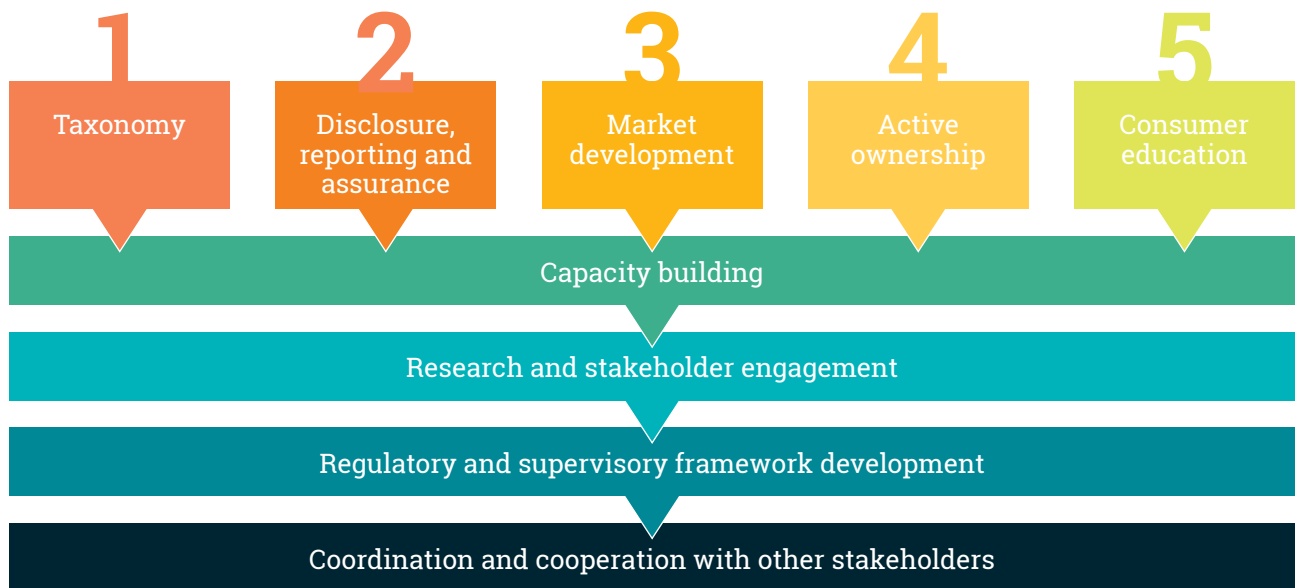 1
Taxonomy
2
Disclosure,
reporting and
assurance
3
Market
development
4
Active
ownership
5
Consumer
education
Capacity building
Research and stakeholder engagement
Regulatory and supervisory framework development
Coordination and cooperation with other stakeholders